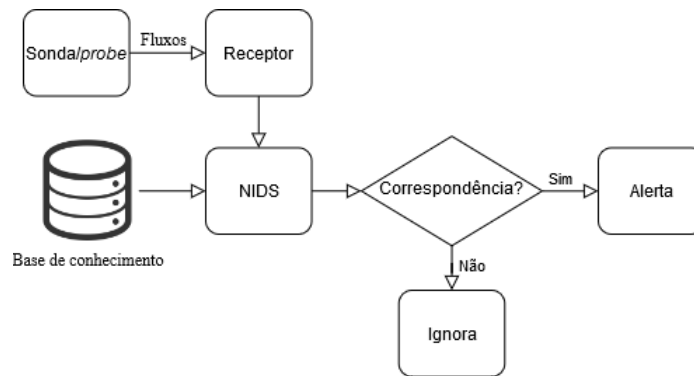 Sonda/probe
Fluxos
Receptor
NIDS
Correspondência?
Sim
Alerta
Base de conhecimento
Não
Ignora